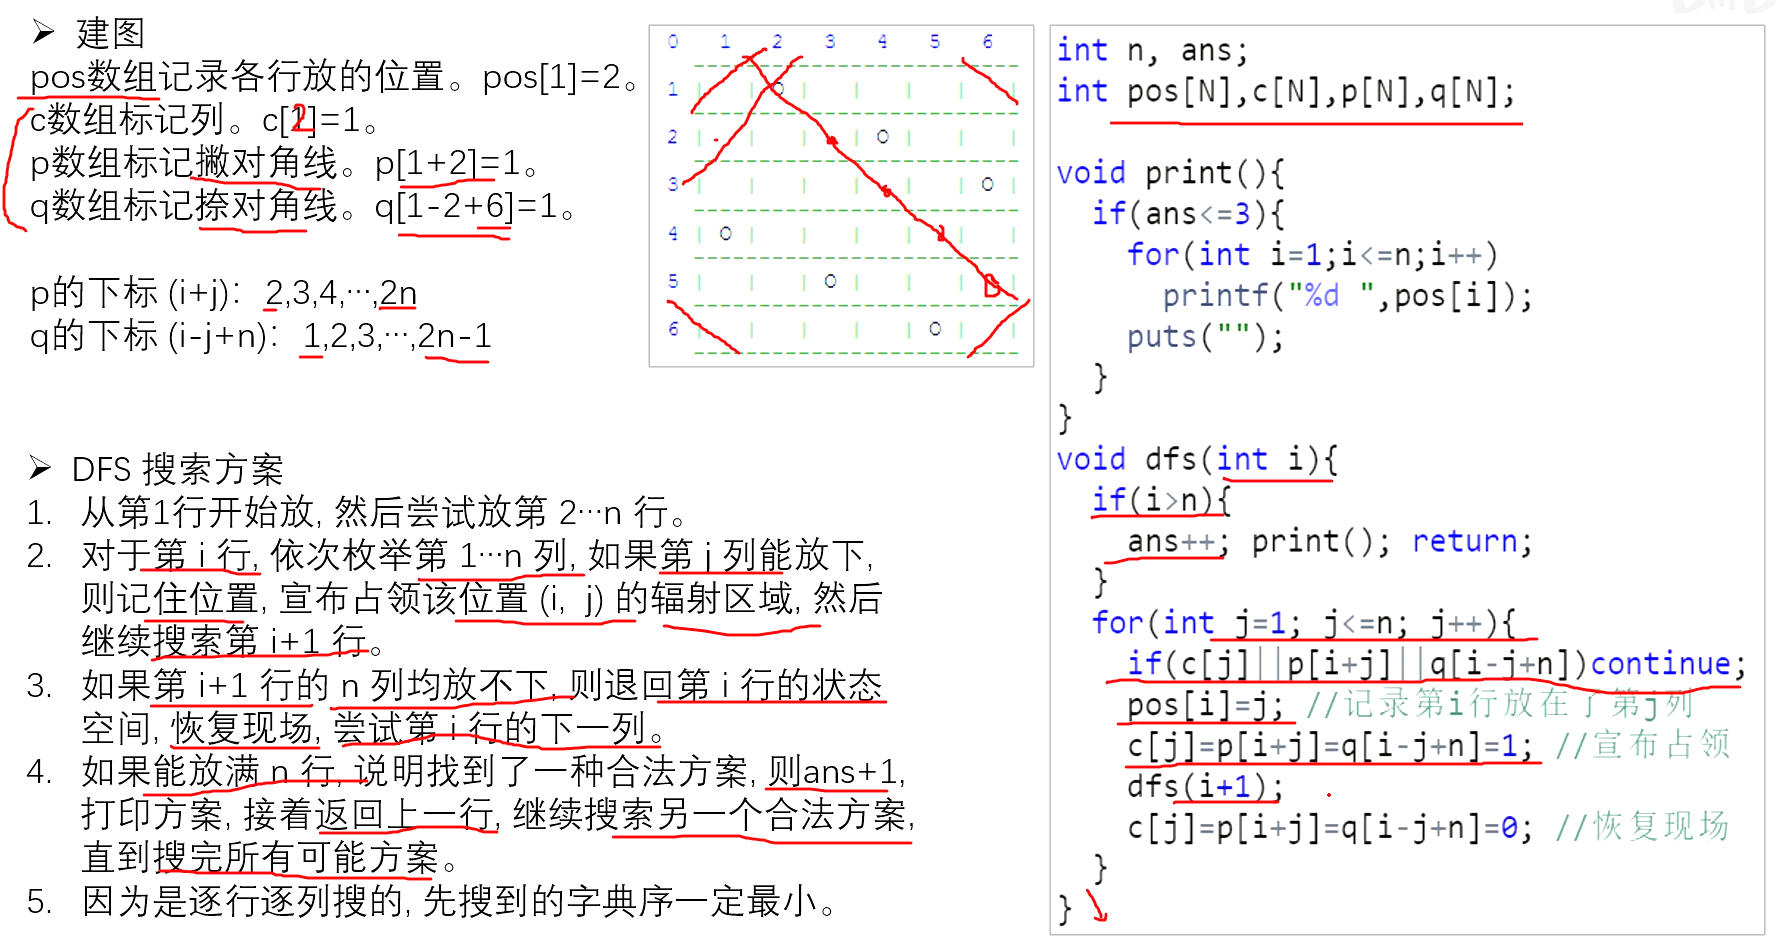 ➢ 建图
pos数组记录各行放的位置。pos[1]=2。
c数组标记列。c[2]=1。
p数组标记撇对角线。p[1+2]=1。
q数组标记捺对角线。q[1-2+6]=1。
p的下标 (i+j)：2,3,4,…,2n
q的下标 (i-j+n)：1,2,3,…,2n-1
0 1 2 3 4 5 6
1 O
2 O
3 O
4 O
5 O
6 O
➢ DFS 搜索方案
1. 从第1行开始放, 然后尝试放第 2…n 行。
2. 对于第 i 行, 依次枚举第 1…n 列, 如果第 j 列能放下,
则记住位置, 宣布占领该位置 (i, j) 的辐射区域, 然后
继续搜索第 i+1 行。
3. 如果第 i+1 行的 n 列均放不下, 则退回第 i 行的状态
空间, 恢复现场, 尝试第 i 行的下一列。
4. 如果能放满 n 行, 说明找到了一种合法方案, 则ans+1,
打印方案, 接着返回上一行, 继续搜索另一个合法方案,
直到搜完所有可能方案。
5. 因为是逐行逐列搜的, 先搜到的字典序一定最小。
int n, ans;
int pos[N],c[N],p[N],q[N];
void print(){
if(ans<=3){
for(int i=1;i<=n;i++)
printf("%d ",pos[i]);
puts("");
}
}
void dfs(int i){
if(i>n){
ans++; print(); return;
}
for(int j=1; j<=n; j++){
if(c[j]||p[i+j]||q[i-j+n])continue;
pos[i]=j; //记录第i行放在了第j列
c[j]=p[i+j]=q[i-j+n]=1; //宣布占领
dfs(i+1);
c[j]=p[i+j]=q[i-j+n]=0; //恢复现场
}
}